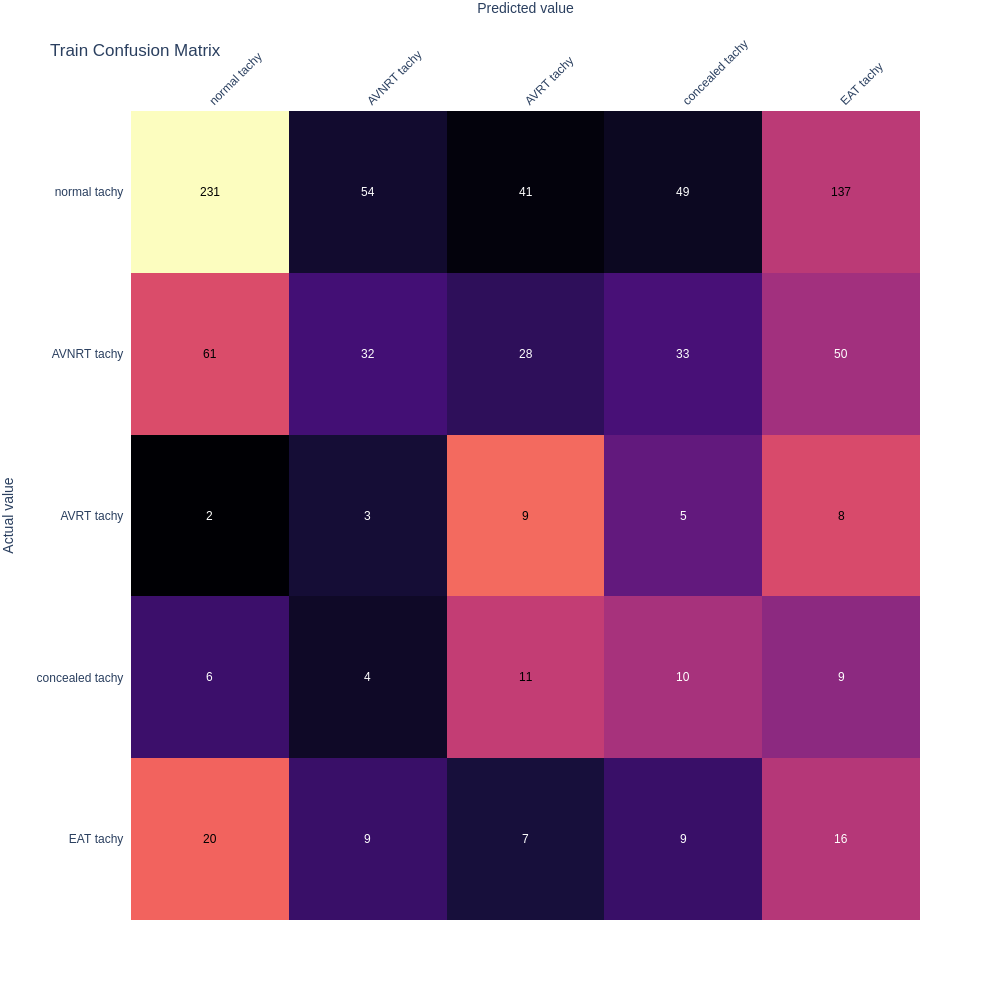 Predicted value
Train Confusion Matrix
normal tachy
AVNRT tachy
AVRT tachy
concealed tachy
EAT tachy
normal tachy 231 54 41 49 137
AVNRT tachy 61 32 28 33 50
AVRT tachy 2 3 9 5 8
concealed tachy 6 4 11 10 9
EAT tachy 20 9 7 9 16
Actual value